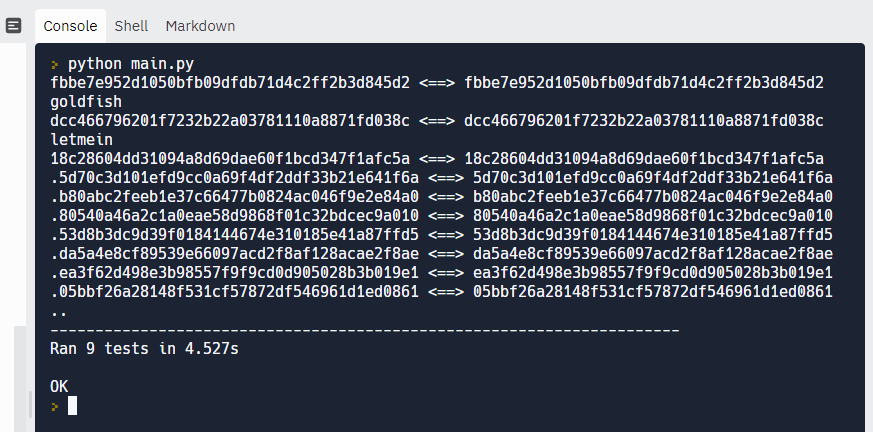 Console Shell Markdown
> python main.py
fbbe7e952d1050bfb09dfdb71d4c2ff2b3d845d2 <==> fbbe7e952d1050bfb09dfdb71d4c2ff2b3d845d2
goldfish
dcc466796201f7232b22a03781110a8871fd038c <==> dcc466796201f7232b22a03781110a8871fd038c
letmein
18c28604dd31094a8d69dae60f1bcd347f1afc5a <==> 18c28604dd31094a8d69dae60f1bcd347f1afc5a
.5d70c3d101efd9cc0a69f4df2ddf33b21e641f6a <==> 5d70c3d101efd9cc0a69f4df2ddf33b21e641f6a
.b80abc2feeb1e37c66477b0824ac046f9e2e84a0 <==> b80abc2feeb1e37c66477b0824ac046f9e2e84a0
.80540a46a2c1a0eae58d9868f01c32bdcec9a010 <==> 80540a46a2c1a0eae58d9868f01c32bdcec9a010
.53d8b3dc9d39f0184144674e310185e41a87ffd5 <==> 53d8b3dc9d39f0184144674e310185e41a87ffd5
.da5a4e8cf89539e66097acd2f8af128acae2f8ae <==> da5a4e8cf89539e66097acd2f8af128acae2f8ae
.ea3f62d498e3b98557f9f9cd0d905028b3b019e1 <==> ea3f62d498e3b98557f9f9cd0d905028b3b019e1
.05bbf26a28148f531cf57872df546961d1ed0861 <==> 05bbf26a28148f531cf57872df546961d1ed0861
..
----------------------------------------------------------------------
Ran 9 tests in 4.527s
OK
>